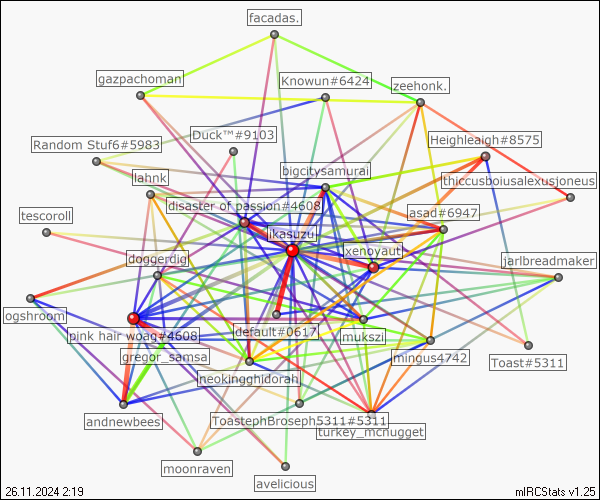 facadas.
gazpachoman
Knowun#6424
zeehonk.
Duck™#9103
Heighleaigh#8575
Random Stuf6#5983
bigcitysamurai
lahnk
thiccusboiusalexusjoneus
disaster of passion#4608
asad#6947
tescoroll
ikasuzu
xenoyaut
doggerdig
jarlbreadmaker
ogshroom
default#0617
pink hair woag#4608
mukszi
gregor_samsa
mingus4742
Toast#5311
neokingghidorah
andnewbees
ToastephBroseph5311#5311
turkey_mcnugget
moonraven
avelicious
26.11.2024 2:19
mIRCStats v1.25